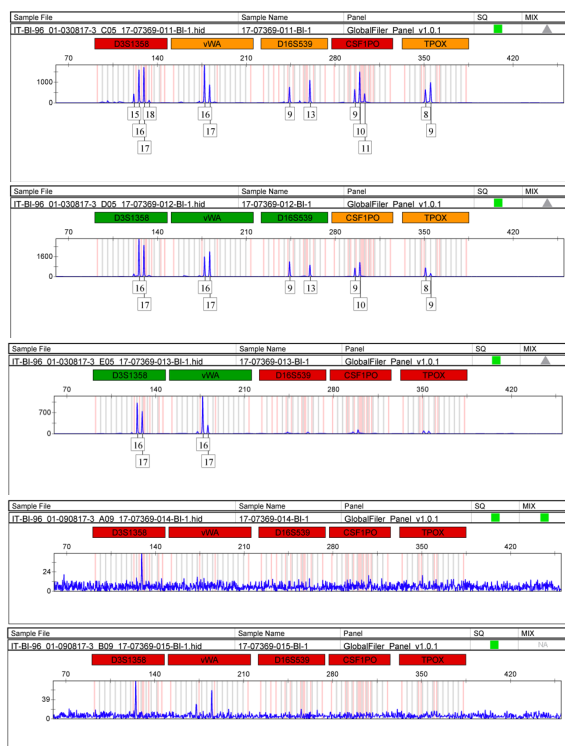 Sample File Sample Name Panel SQ MIX
IT-BI-96_01-030817-3_C05_17-07369-011-BI-1.hid 17-07369-011-BI-1 GlobalFiler_Panel_v1.0.1
D3S1358 vWA D16S539 CSF1PO TPOX
70 140 210 280 350 420
1000
0
15 18 16 9 13 9 10 8
16 17 10 9
17 11
Sample File Sample Name Panel SQ MIX
IT-BI-96_01-030817-3_D05_17-07369-012-BI-1.hid 17-07369-012-BI-1 GlobalFiler_Panel_v1.0.1
D3S1358 vWA D16S539 CSF1PO TPOX
70 140 210 280 350 420
1600
0
16 16 9 13 9 8
17 17 10 9
Sample File Sample Name Panel SQ MIX
IT-BI-96_01-030817-3_E05_17-07369-013-BI-1.hid 17-07369-013-BI-1 GlobalFiler_Panel_v1.0.1
D3S1358 vWA D16S539 CSF1PO TPOX
70 140 210 280 350 420
700
0
16 16
17 17
Sample File Sample Name Panel SQ MIX
IT-BI-96_01-090817-3_A09_17-07369-014-BI-1.hid 17-07369-014-BI-1 GlobalFiler_Panel_v1.0.1
D3S1358 vWA D16S539 CSF1PO TPOX
70 140 210 280 350 420
24
0
Sample File Sample Name Panel SQ MIX
IT-BI-96_01-090817-3_B09_17-07369-015-BI-1.hid 17-07369-015-BI-1 GlobalFiler_Panel_v1.0.1 NA
D3S1358 vWA D16S539 CSF1PO TPOX
70 140 210 280 350 420
39
0